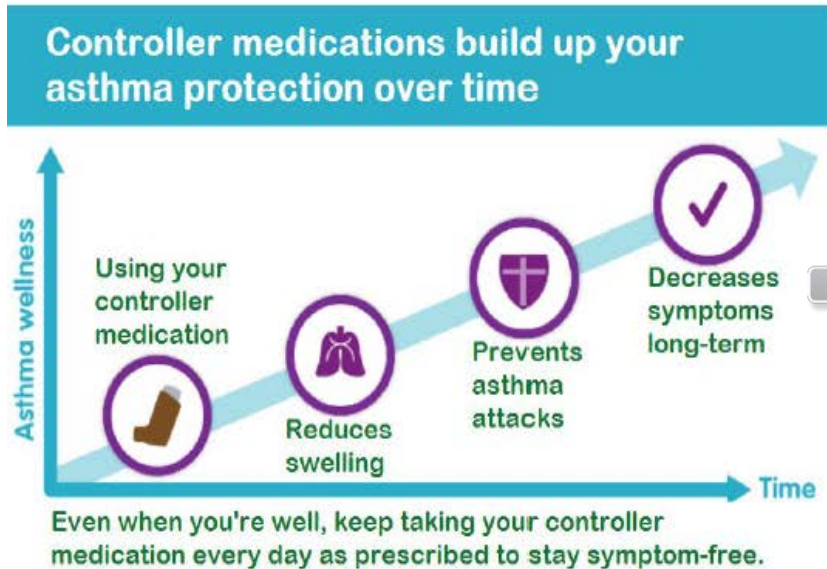 Controller medications build up your
asthma protection over time
Asthma wellness
Using your
controller
medication
Reduces
swelling
Prevents
asthma
attacks
Decreases
symptoms
long-term
Time
Even when you're well, keep taking your controller
medication every day as prescribed to stay symptom-free.